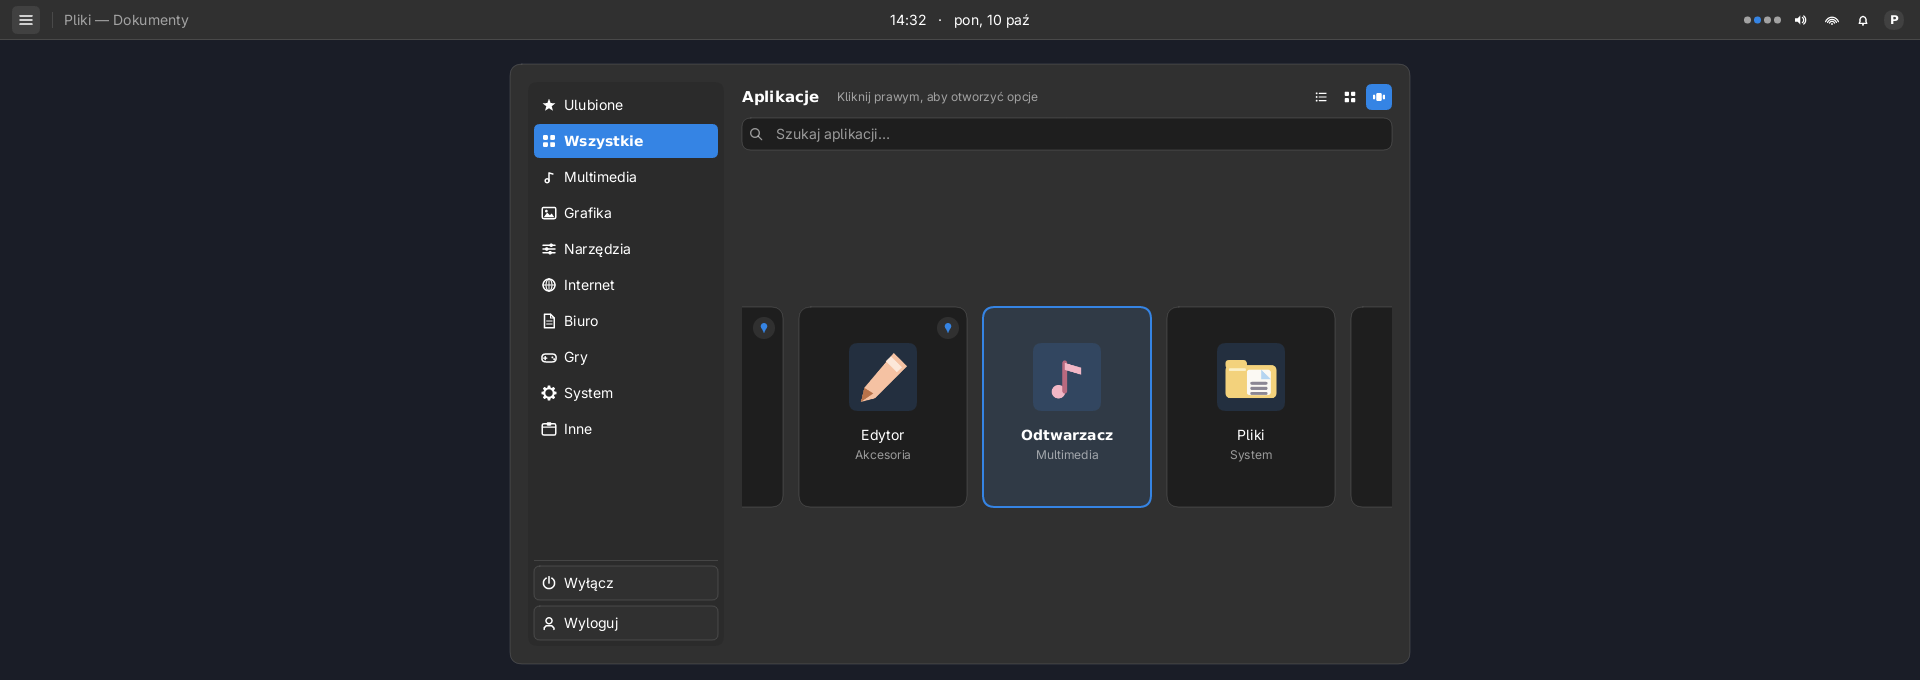 Pliki — Dokumenty
14:32 · pon, 10 paź
P
Ulubione
Wszystkie
Multimedia
Grafika
Narzędzia
Internet
Biuro
Gry
System
Inne
Wyłącz
Wyloguj
Aplikacje
Kliknij prawym, aby otworzyć opcje
Szukaj aplikacji...
Edytor
Akcesoria
Odtwarzacz
Multimedia
Pliki
System